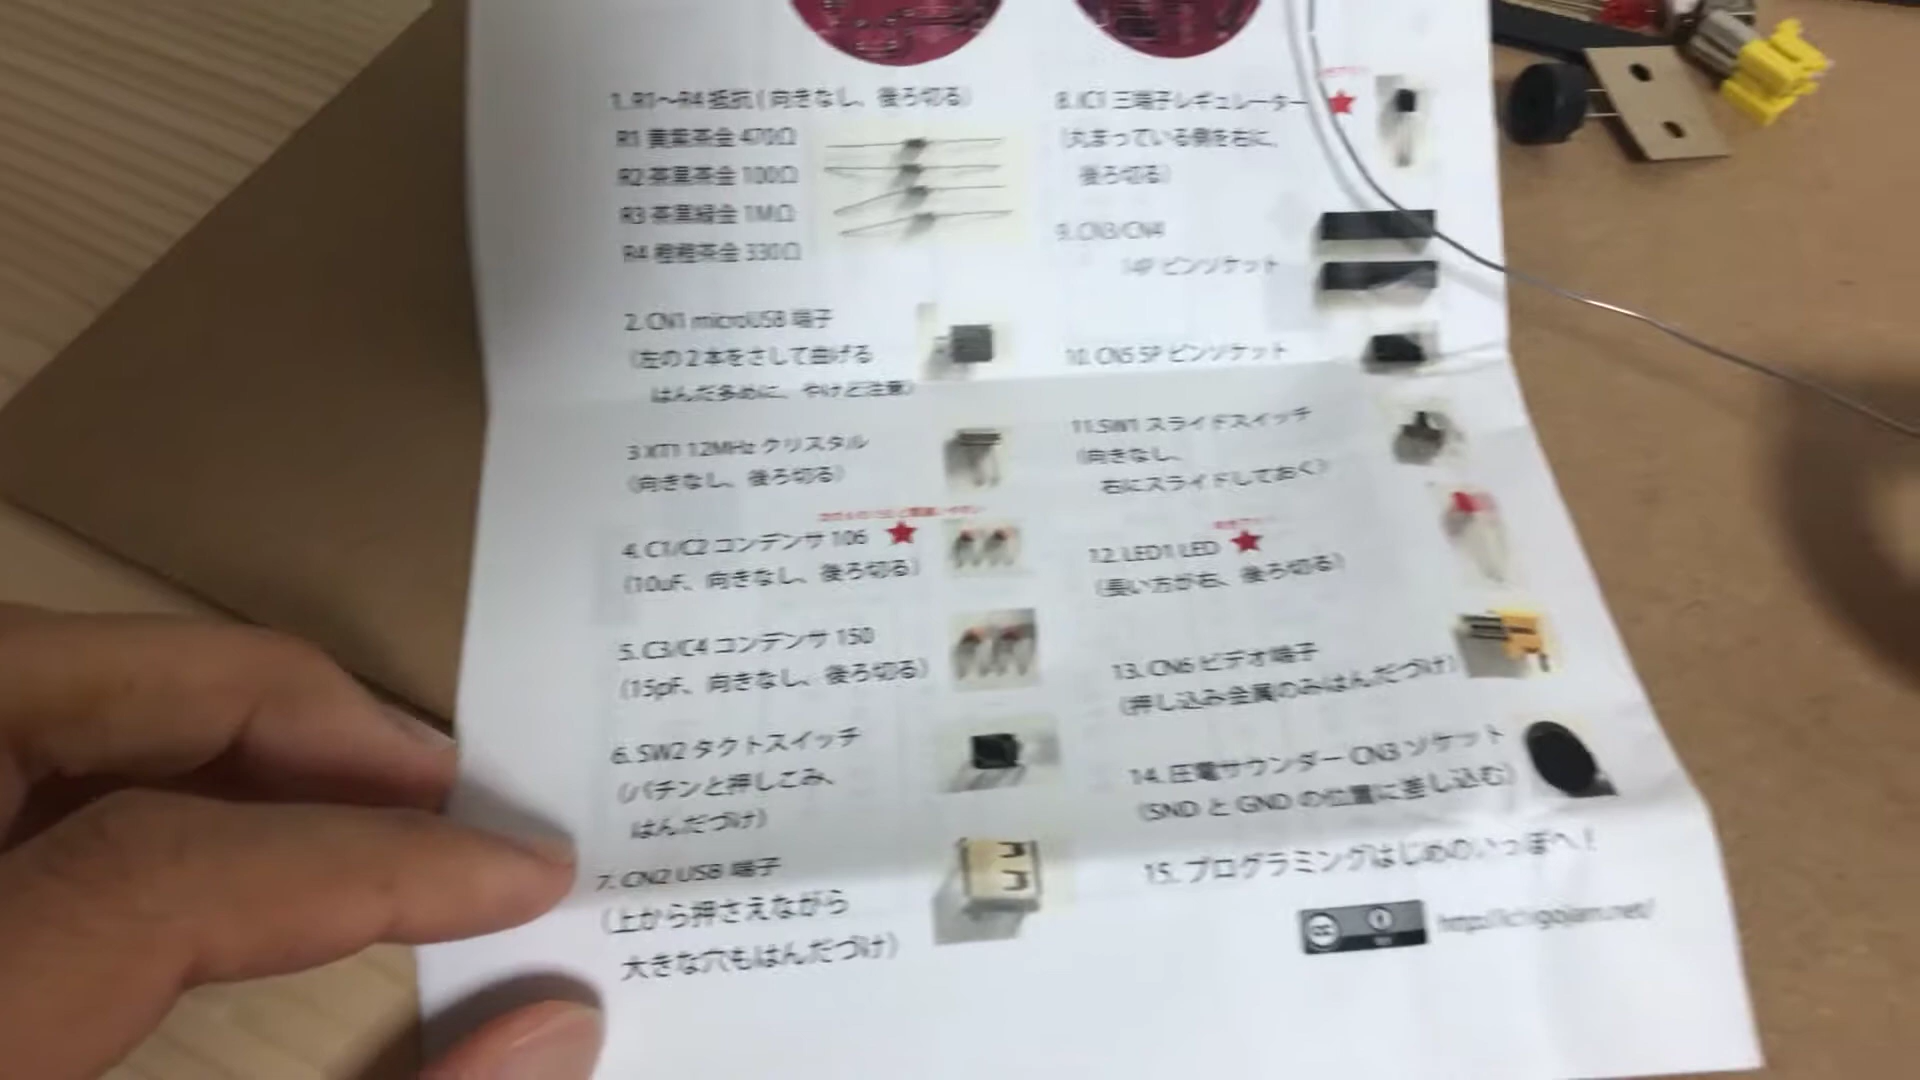 1. R1〜R4 抵抗 (向きなし、後ろ切る)
R1 黄紫茶金 470Ω
R2 茶黒茶金 100Ω
R3 茶黒緑金 1MΩ
R4 橙橙茶金 330Ω
2. CN1 microUSB 端子
(左の2本をさして曲げる
はんだ多めに、やけど注意)
3 XT1 12MHz クリスタル
(向きなし、後ろ切る)
4. C1/C2 コンデンサ 106
(10uF、向きなし、後ろ切る)
5. C3/C4 コンデンサ 150
(15pF、向きなし、後ろ切る)
6. SW2 タクトスイッチ
(パチンと押しこみ、
はんだづけ)
7. CN2 USB 端子
(上から押さえながら
大きな穴もはんだづけ)
8. IC1 三端子レギュレーター
(丸まっている側を右に、
後ろ切る)
9. CN3/CN4
14P ピンソケット
10. CN5 5P ピンソケット
11.SW1 スライドスイッチ
(向きなし、
右にスライドしておく)
12. LED1 LED
(長い方が右、後ろ切る)
13. CN6 ビデオ端子
(押し込み金属のみはんだづけ)
14. 圧電サウンダー CN3 ソケット
(SND と GND の位置に差し込む)
15. プログラミングはじめのいっぽへ!
cc
http://ichigojam.net/